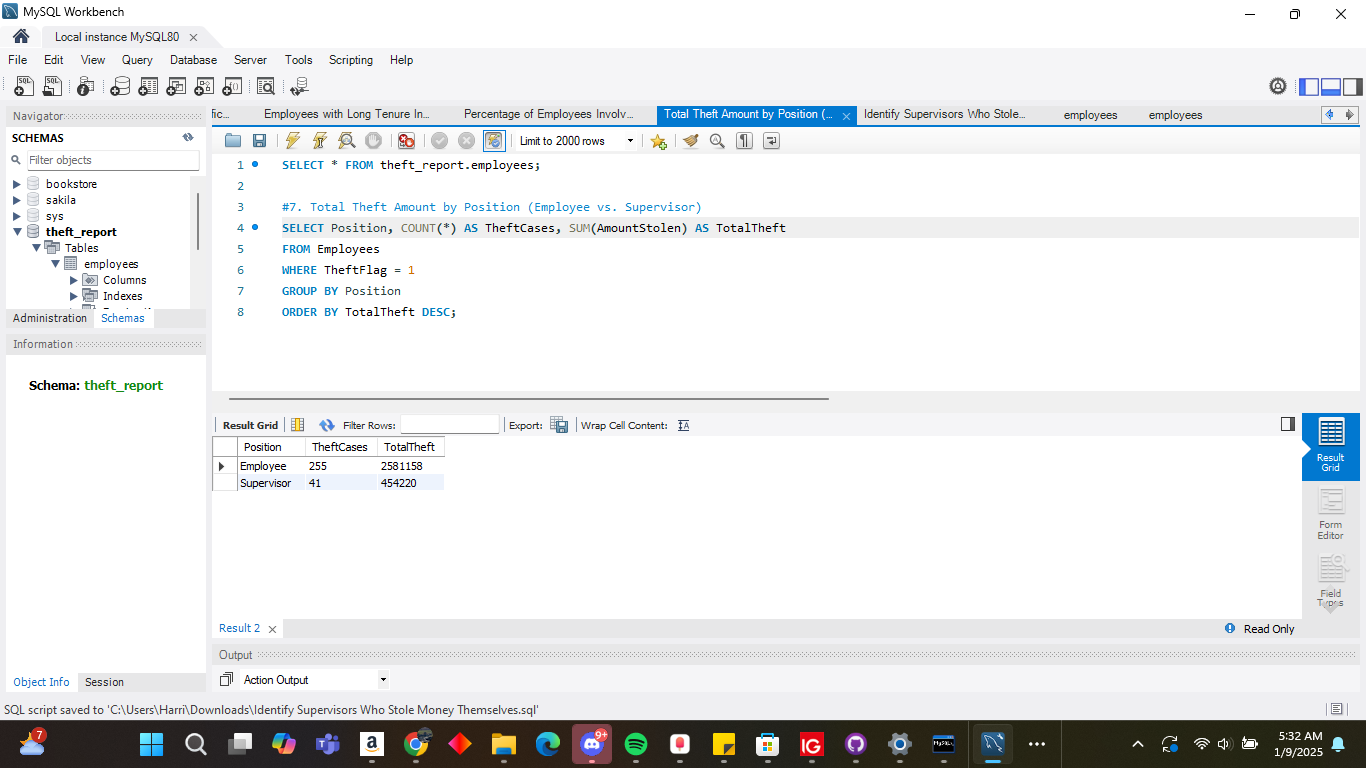 MySQL Workbench
Local instance MySQL80
File Edit View Query Database Server Tools Scripting Help
Navigator
SCHEMAS
Filter objects
bookstore
sakila
sys
theft_report
Tables
employees
Columns
Indexes
Administration Schemas
Information
Schema: theft_report
Object Info Session
fic... Employees with Long Tenure In... Percentage of Employees Involv... Total Theft Amount by Position (... Identify Supervisors Who Stole... employees employees
Limit to 2000 rows
1 SELECT * FROM theft_report.employees;
2
3 #7. Total Theft Amount by Position (Employee vs. Supervisor)
4 SELECT Position, COUNT(*) AS TheftCases, SUM(AmountStolen) AS TotalTheft
5 FROM Employees
6 WHERE TheftFlag = 1
7 GROUP BY Position
8 ORDER BY TotalTheft DESC;
Result Grid Filter Rows: Export: Wrap Cell Content:
Position TheftCases TotalTheft
Employee 255 2581158
Supervisor 41 454220
Result
Grid
Form
Editor
Field
Types
Result 2
Read Only
Output
Action Output
SQL script saved to 'C:\Users\Harri\Downloads\Identify Supervisors Who Stole Money Themselves.sql'
7
a
9+
IG
MySQL
5:32 AM
1/9/2025